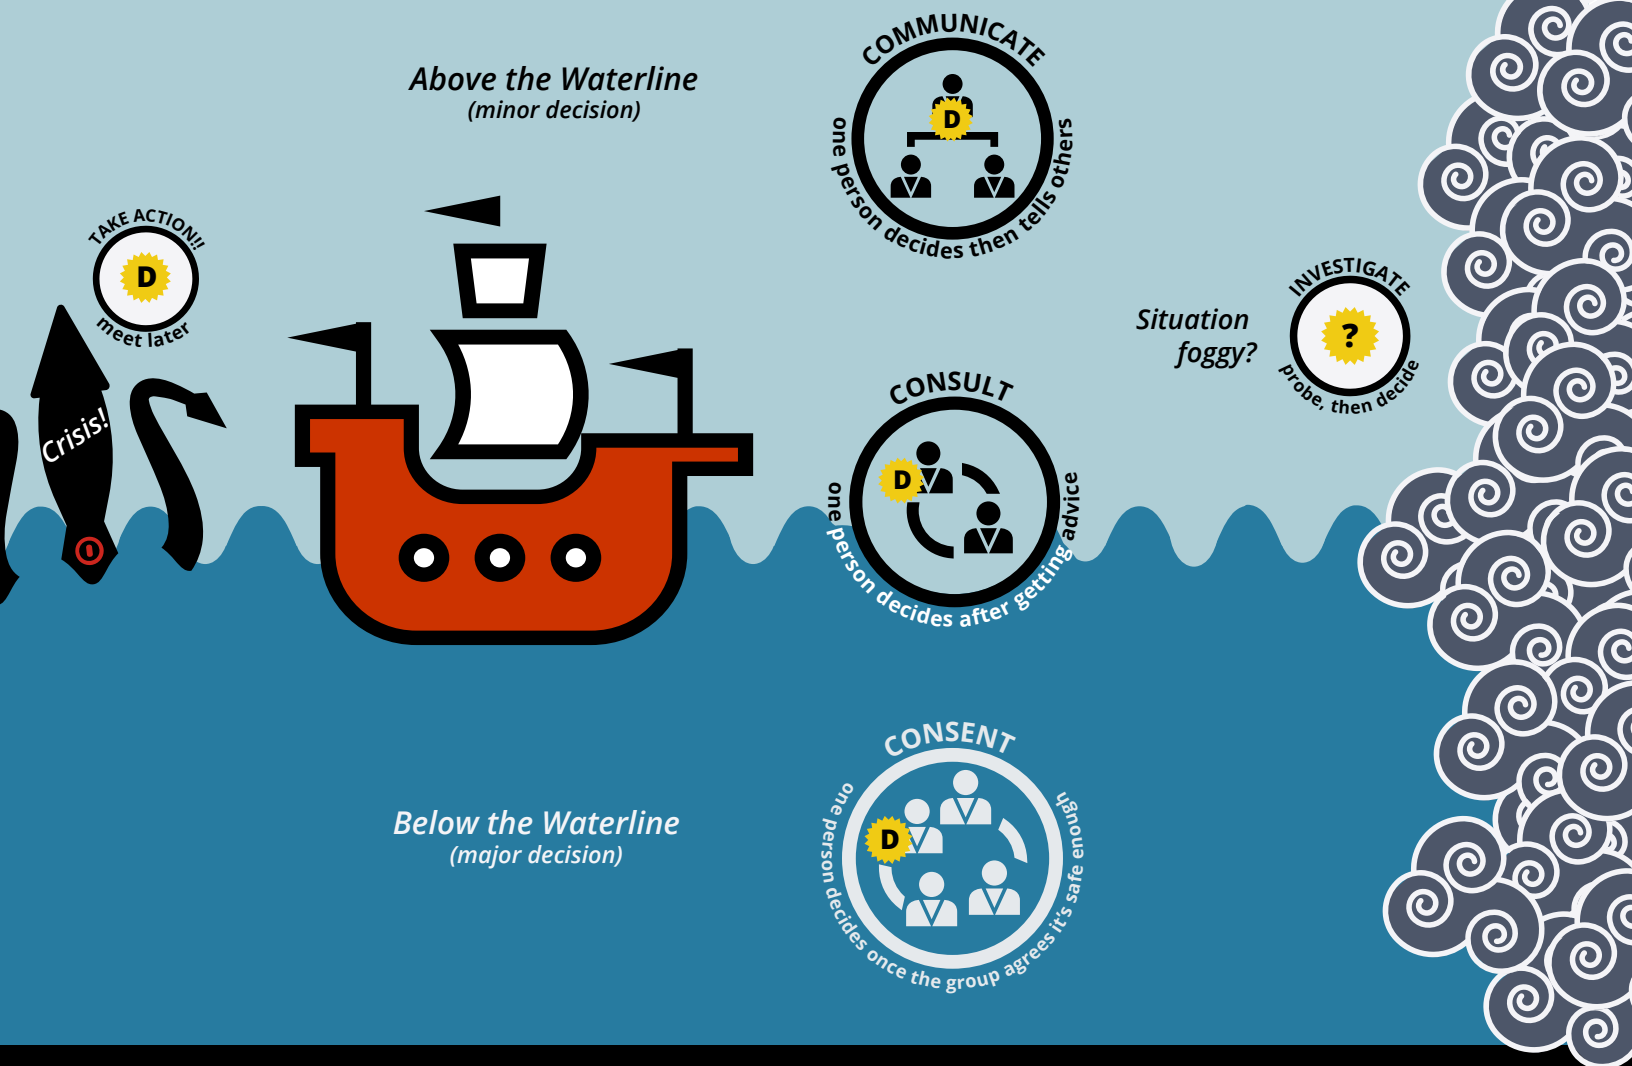 COMMUNICATE
D
one person decides then tells others
Above the Waterline
(minor decision)
TAKE ACTION!!
D
meet later
Crisis!
Situation
foggy?
INVESTIGATE
?
probe, then decide
CONSULT
D
one person decides after getting advice
CONSENT
D
one person decides once the group agrees it's safe enough
Below the Waterline
(major decision)